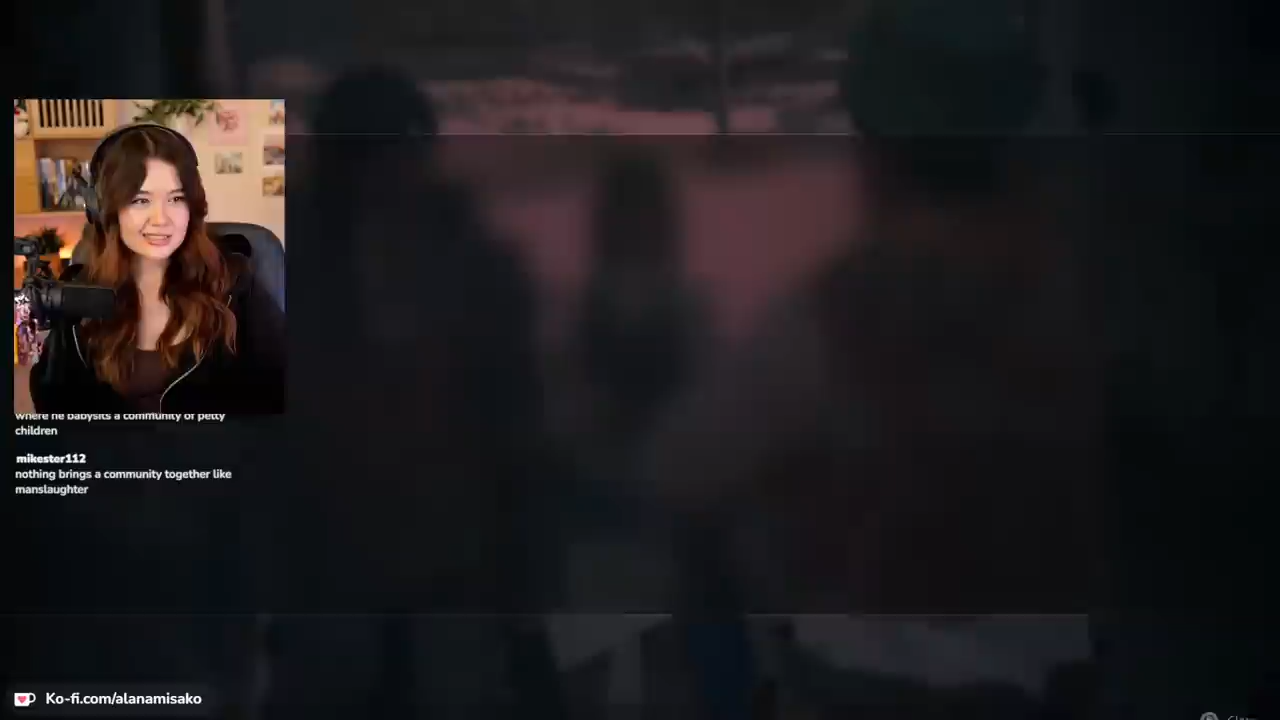 where he babysits a community of petty
children
mikester112
nothing brings a community together like
manslaughter
Ko-fi.com/alanamisako